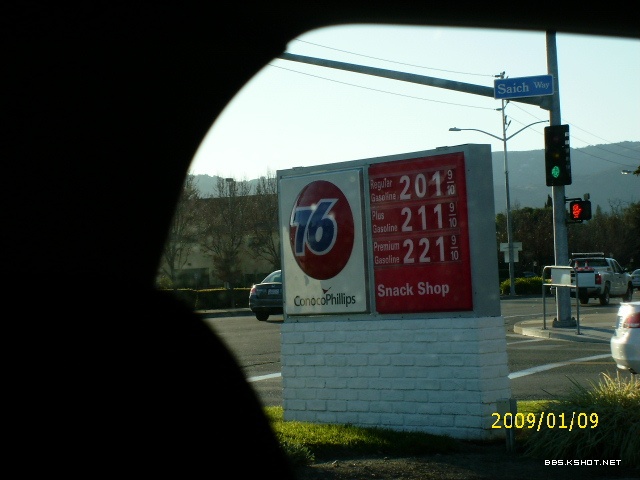 Saich Way
76
ConocoPhillips
Regular
Gasoline 201 9/10
Plus
Gasoline 211 9/10
Premium
Gasoline 221 9/10
Snack Shop
2009/01/09
BBS.KSHOT.NET